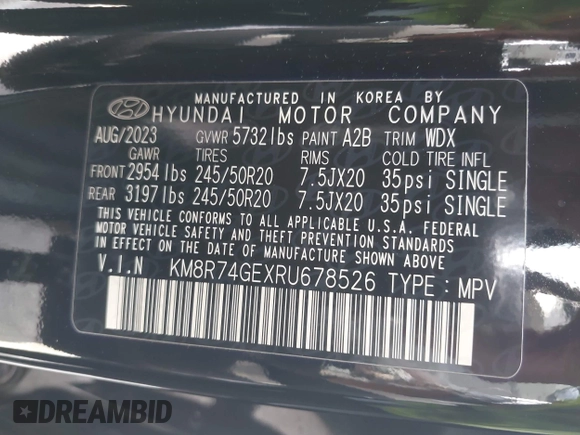 MANUFACTURED IN KOREA BY
HYUNDAI MOTOR COMPANY
AUG/2023 GVWR 5732lbs PAINT A2B TRIM WDX
GAWR TIRES RIMS COLD TIRE INFL
FRONT 2954lbs 245/50R20 7.5JX20 35psi SINGLE
REAR 3197lbs 245/50R20 7.5JX20 35psi SINGLE
THIS VEHICLE CONFORMS TO ALL APPLICABLE U.S.A. FEDERAL
MOTOR VEHICLE SAFETY AND THEFT PREVENTION STANDARDS
IN EFFECT ON THE DATE OF MANUFACTURE SHOWN ABOVE.
V.I.N KM8R74GEXRU678526 TYPE : MPV
DREAMBID